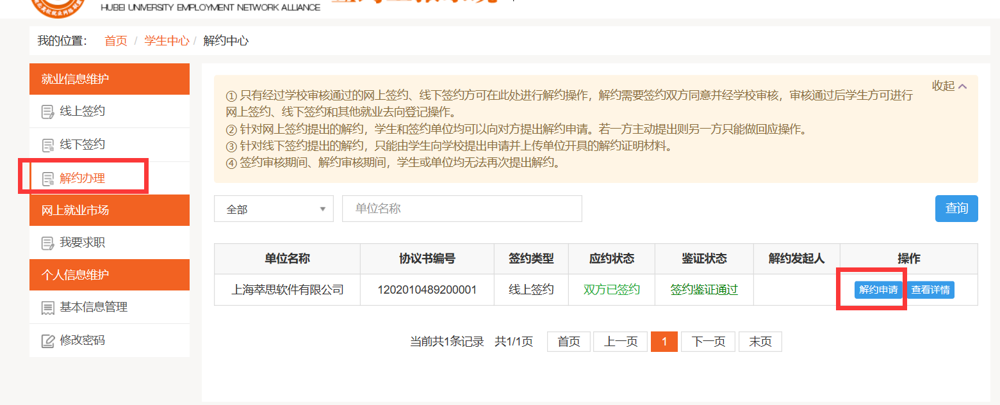 HUBEI UNIVERSITY EMPLOYMENT NETWORK ALLIANCE
我的位置： 首页 / 学生中心 / 解约中心
就业信息维护
线上签约
线下签约
解约办理
网上就业市场
我要求职
个人信息维护
基本信息管理
修改密码
收起
① 只有经过学校审核通过的网上签约、线下签约方可在此处进行解约操作，解约需要签约双方同意并经学校审核，审核通过后学生方可进行
网上签约、线下签约和其他就业去向登记操作。
② 针对网上签约提出的解约，学生和签约单位均可以向对方提出解约申请。若一方主动提出则另一方只能做回应操作。
③ 针对线下签约提出的解约，只能由学生向学校提出申请并上传单位开具的解约证明材料。
④ 签约审核期间、解约审核期间，学生或单位均无法再次提出解约。
全部 单位名称 查询
单位名称 协议书编号 签约类型 应约状态 鉴证状态 解约发起人 操作
上海萃思软件有限公司 1202010489200001 线上签约 双方已签约 签约鉴证通过 解约申请 查看详情
当前共1条记录 共1/1页 首页 上一页 1 下一页 末页